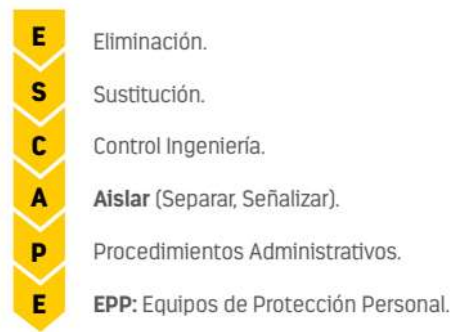 E Eliminación.
S Sustitución.
C Control Ingeniería.
A Aislar (Separar, Señalizar).
P Procedimientos Administrativos.
E EPP: Equipos de Protección Personal.